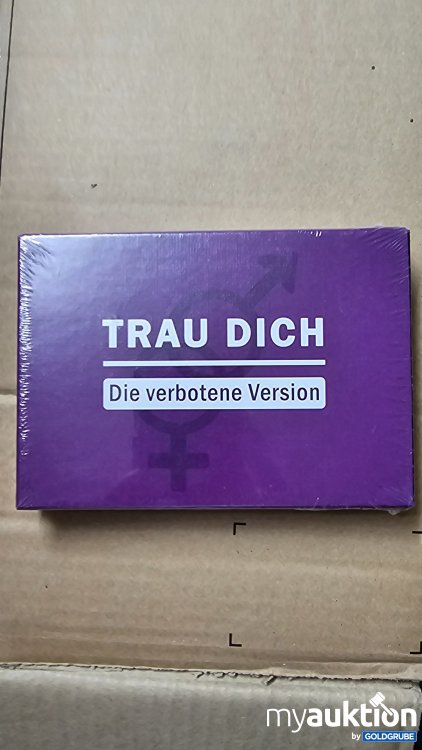 TRAU DICH
Die verbotene Version
myauktion
by GOLDGRUBE